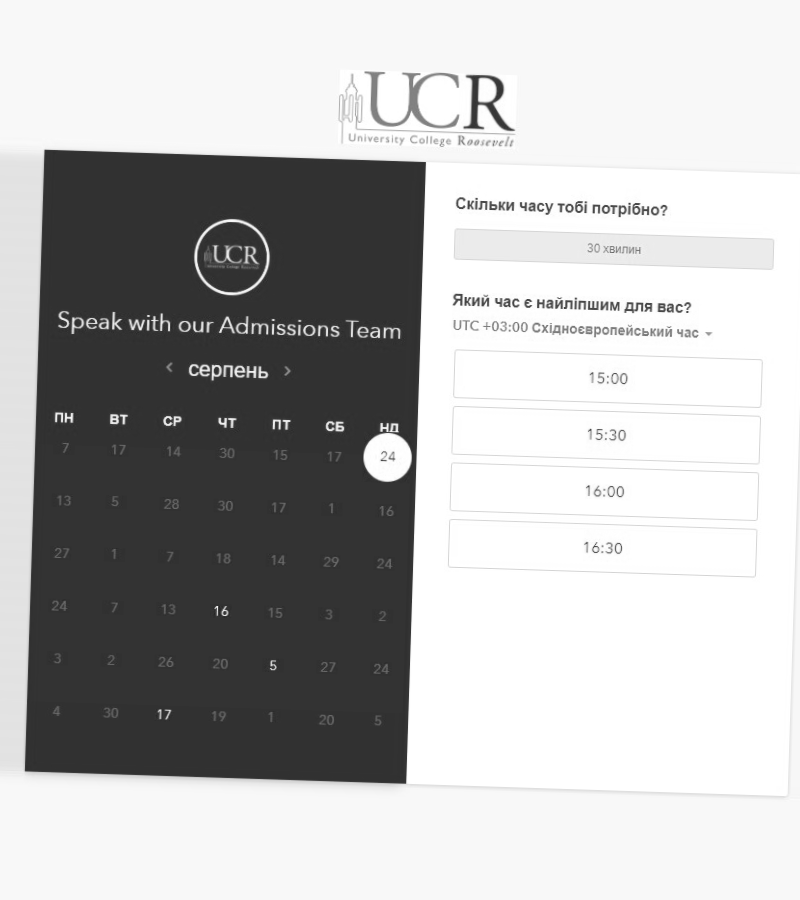 UCR
University College Roosevelt
UCR
Speak with our Admissions Team
серпень
ПН ВТ СР ЧТ ПТ СБ НД
7 17 14 30 15 17 24
13 5 28 30 17 1 16
27 1 7 18 14 29 24
24 7 13 16 15 3 2
3 2 26 20 5 27 24
4 30 17 19 1 20 5
Скільки часу тобі потрібно?
30 хвилин
Який час є найліпшим для вас?
UTC +03:00 Східноєвропейський час
15:00
15:30
16:00
16:30